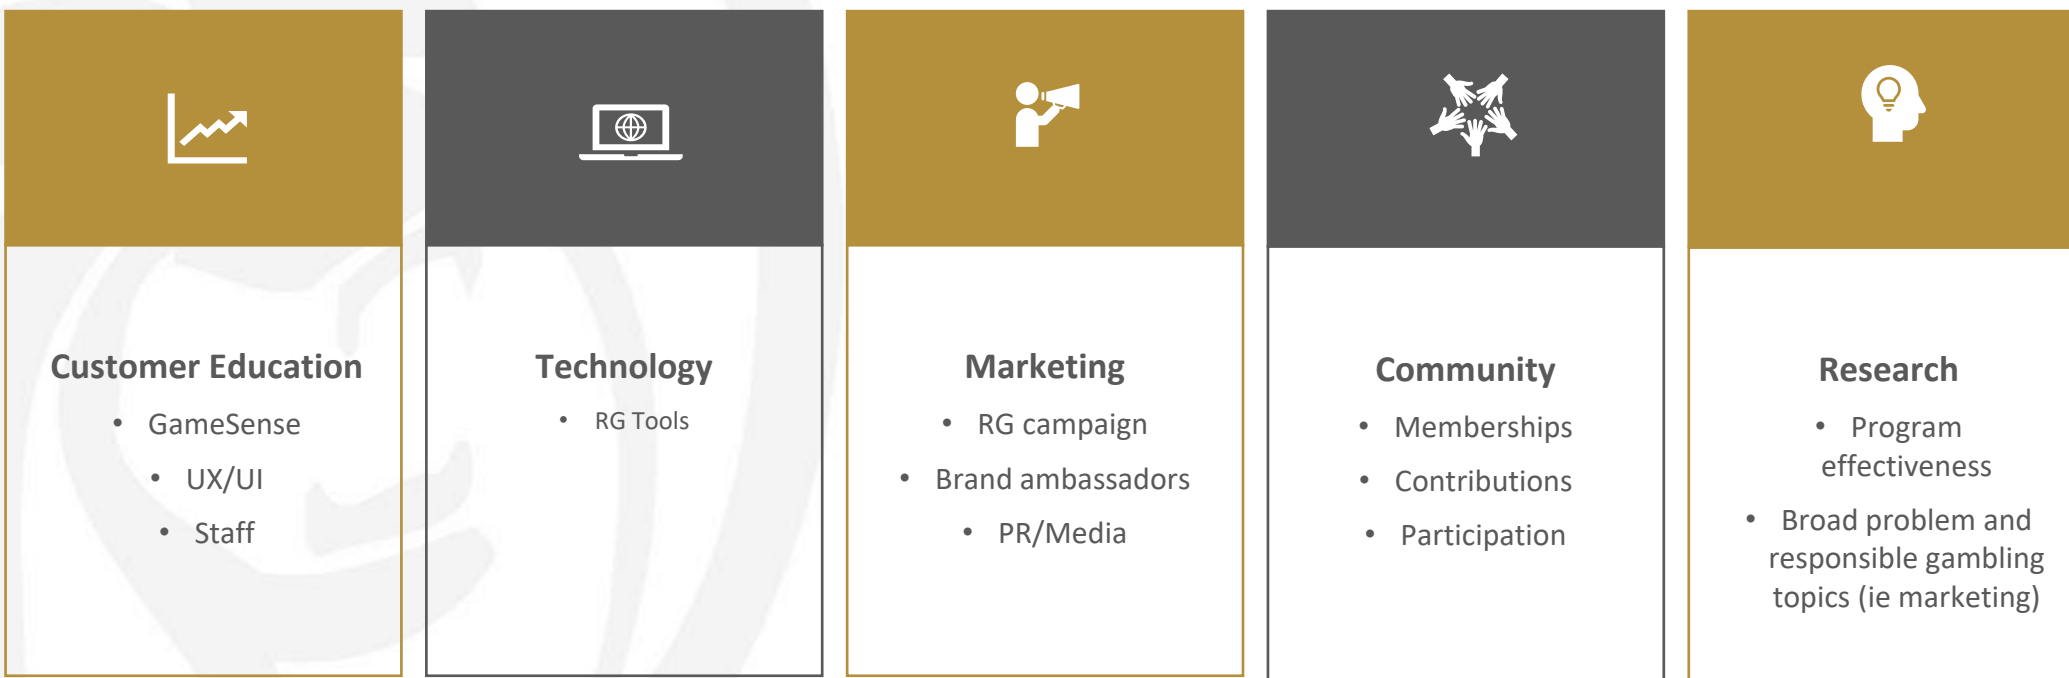 Customer Education
• GameSense
• UX/UI
• Staff
Technology
• RG Tools
Marketing
• RG campaign
• Brand ambassadors
• PR/Media
Community
• Memberships
• Contributions
• Participation
Research
• Program
effectiveness
• Broad problem and
responsible gambling
topics (ie marketing)